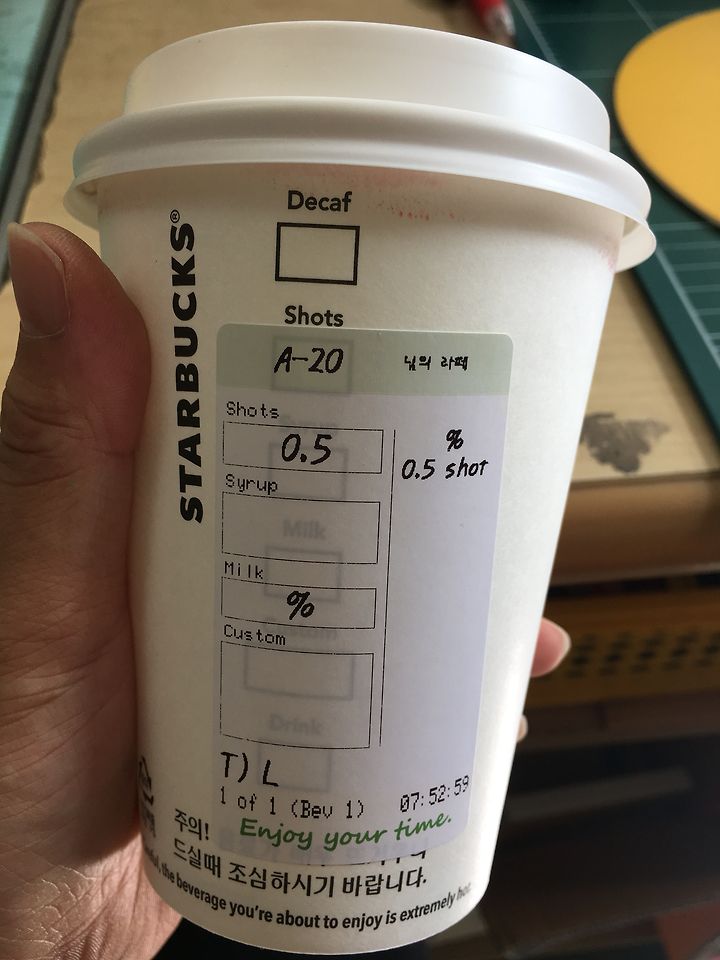 Decaf
STARBUCKS®
Shots
A-20 님의 라떼
Shots
0.5
%
0.5 shot
Syrup
Milk
Milk
%
Custom
Drink
T) L
1 of 1 (Bev 1) 07:52:59
Enjoy your time.
주의!
드실때 조심하시기 바랍니다.
the beverage you're about to enjoy is extremely